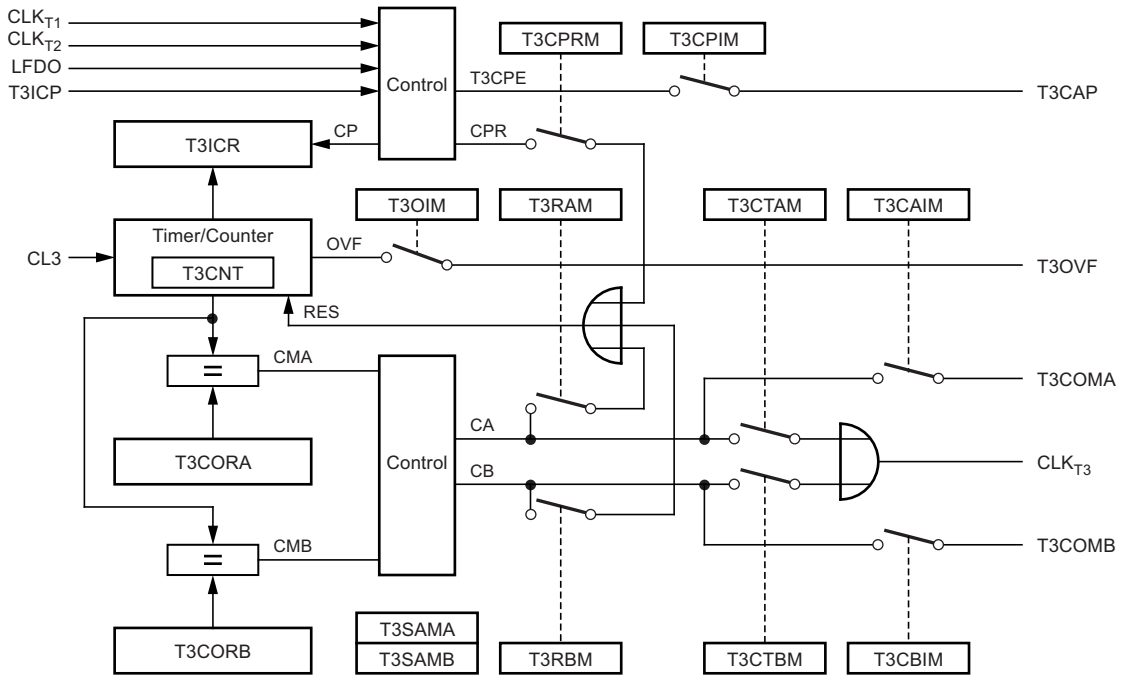 CLKT1
CLKT2
LFDO
T3ICP
Control
T3CPRM
T3CPIM
T3CPE
T3CAP
T3ICR
CP
CPR
T3OIM
T3RAM
T3CTAM
T3CAIM
Timer/Counter
T3CNT
CL3
OVF
T3OVF
RES
=
CMA
T3COMA
T3CORA
Control
CA
CB
CLKT3
=
CMB
T3COMB
T3CORB
T3SAMA
T3SAMB
T3RBM
T3CTBM
T3CBIM